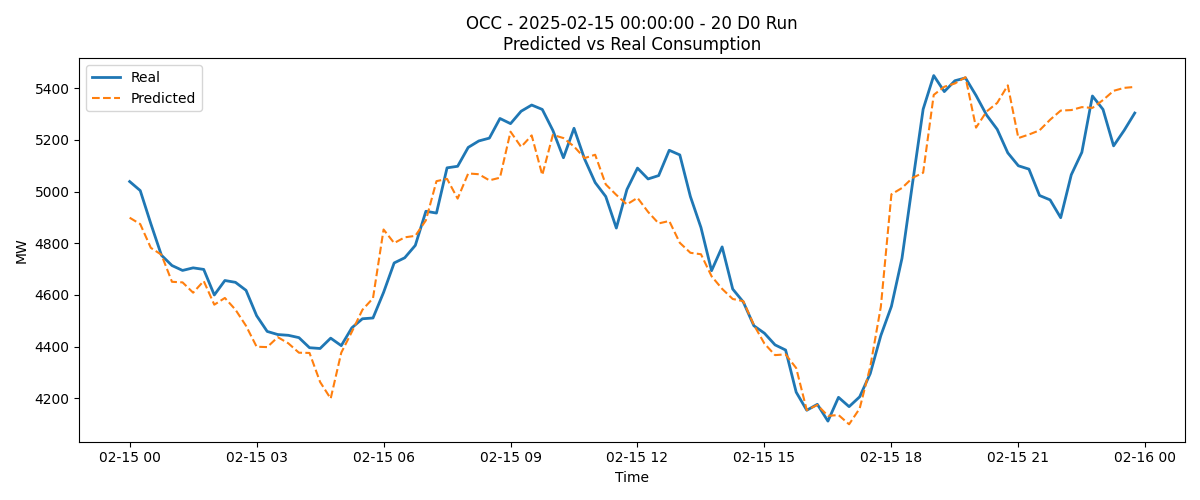 OCC - 2025-02-15 00:00:00 - 20 D0 Run
Predicted vs Real Consumption
Real
Predicted
MW
5400
5200
5000
4800
4600
4400
4200
02-15 00
02-15 03
02-15 06
02-15 09
02-15 12
02-15 15
02-15 18
02-15 21
02-16 00
Time